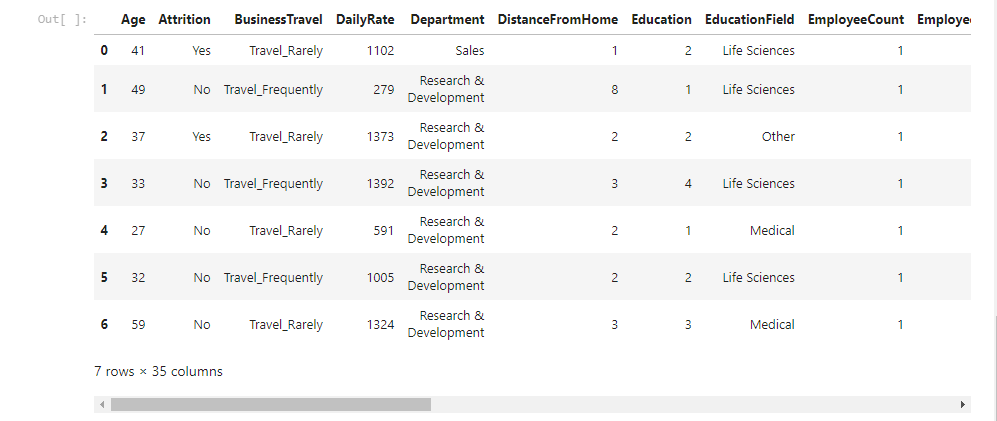 Out[ ]:
Age Attrition BusinessTravel DailyRate Department DistanceFromHome Education EducationField EmployeeCount Employee
0 41 Yes Travel_Rarely 1102 Sales 1 2 Life Sciences 1
1 49 No Travel_Frequently 279 Research & Development 8 1 Life Sciences 1
2 37 Yes Travel_Rarely 1373 Research & Development 2 2 Other 1
3 33 No Travel_Frequently 1392 Research & Development 3 4 Life Sciences 1
4 27 No Travel_Rarely 591 Research & Development 2 1 Medical 1
5 32 No Travel_Frequently 1005 Research & Development 2 2 Life Sciences 1
6 59 No Travel_Rarely 1324 Research & Development 3 3 Medical 1
7 rows × 35 columns